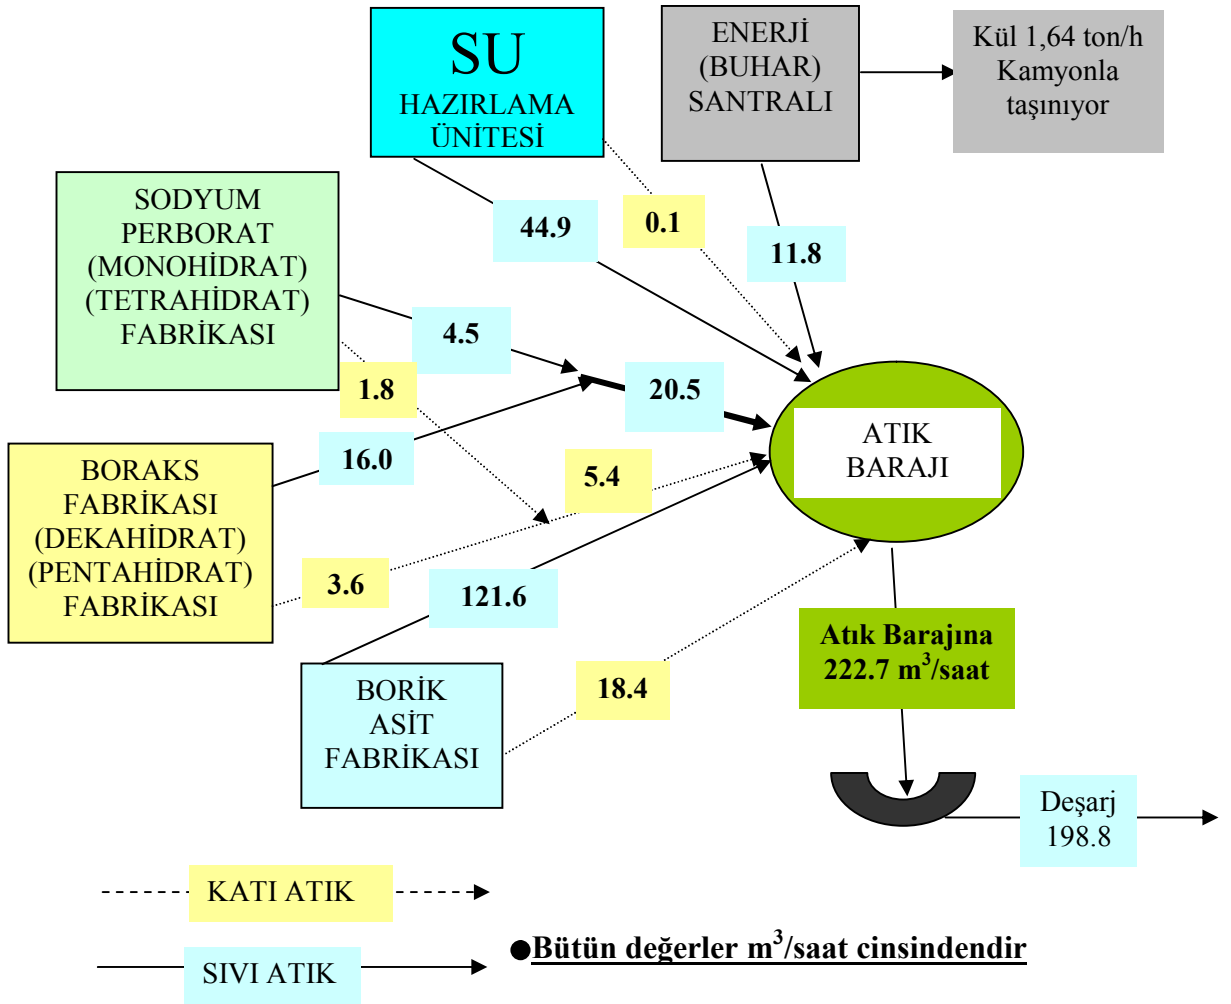 SU
HAZIRLAMA
ÜNİTESİ
ENERJİ
(BUHAR)
SANTRALI
Kül 1,64 ton/h
Kamyonla
taşınıyor
SODYUM
PERBORAT
(MONOHİDRAT)
(TETRAHİDRAT)
FABRİKASI
44.9
0.1
11.8
4.5
1.8
20.5
16.0
5.4
ATIK
BARAJI
BORAKS
FABRİKASI
(DEKAHİDRAT)
(PENTAHİDRAT)
FABRİKASI
3.6
121.6
18.4
BORİK
ASİT
FABRİKASI
Atık Barajına
222.7 m³/saat
Deşarj
198.8
KATI ATIK
SIVI ATIK
●Bütün değerler m³/saat cinsindendir